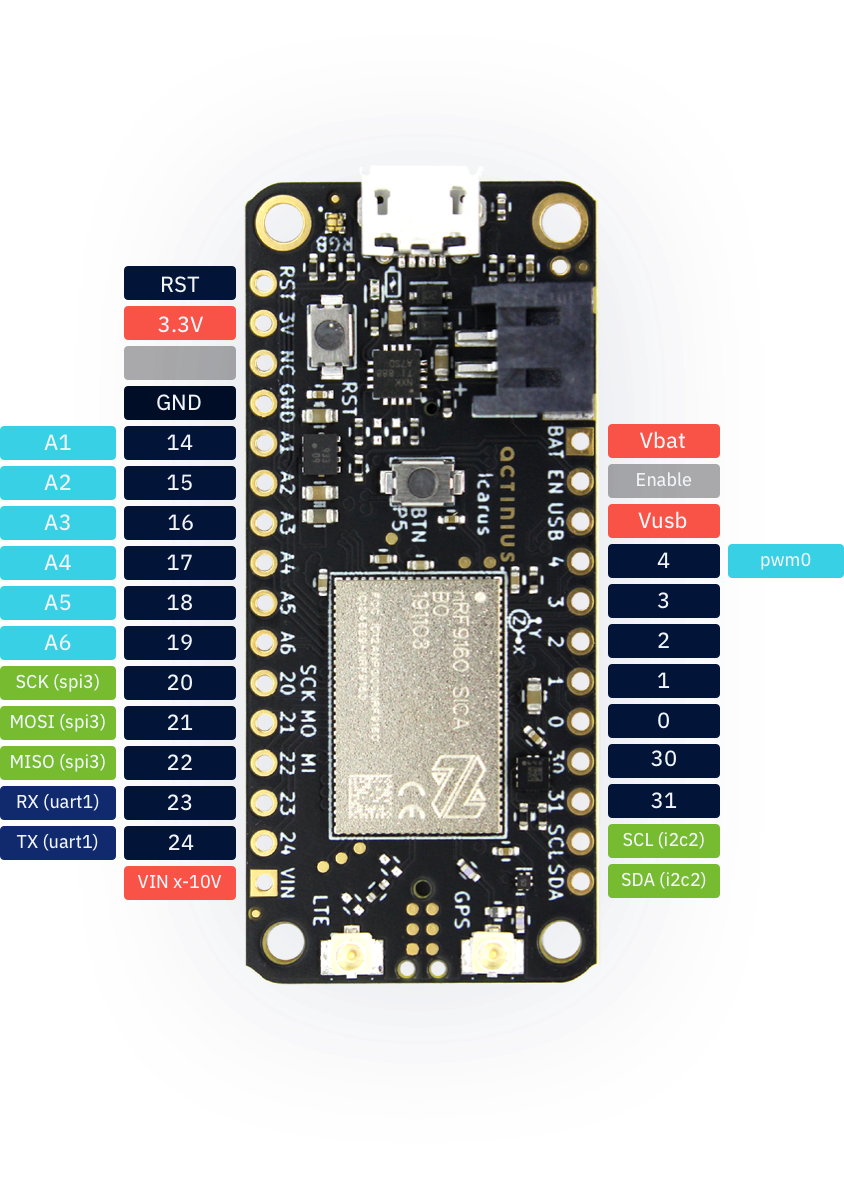 RST
3.3V
GND
A1 14
A2 15
A3 16
A4 17
A5 18
A6 19
SCK (spi3) 20
MOSI (spi3) 21
MISO (spi3) 22
RX (uart1) 23
TX (uart1) 24
VIN x-10V
RGB
RST
3V
NC
GND
A1
A2
A3
A4
A5
A6
20 SCK
21 MO
22 MI
23
24
VIN
RST
BTN
P5
actinius
Icarus
nRF9160 SICA
B0
191103
Z
Y
X
CE
LTE
GPS
BAT
EN
USB
4
3
2
1
0
30
31
SCL
SDA
Vbat
Enable
Vusb
4 pwm0
3
2
1
0
30
31
SCL (i2c2)
SDA (i2c2)